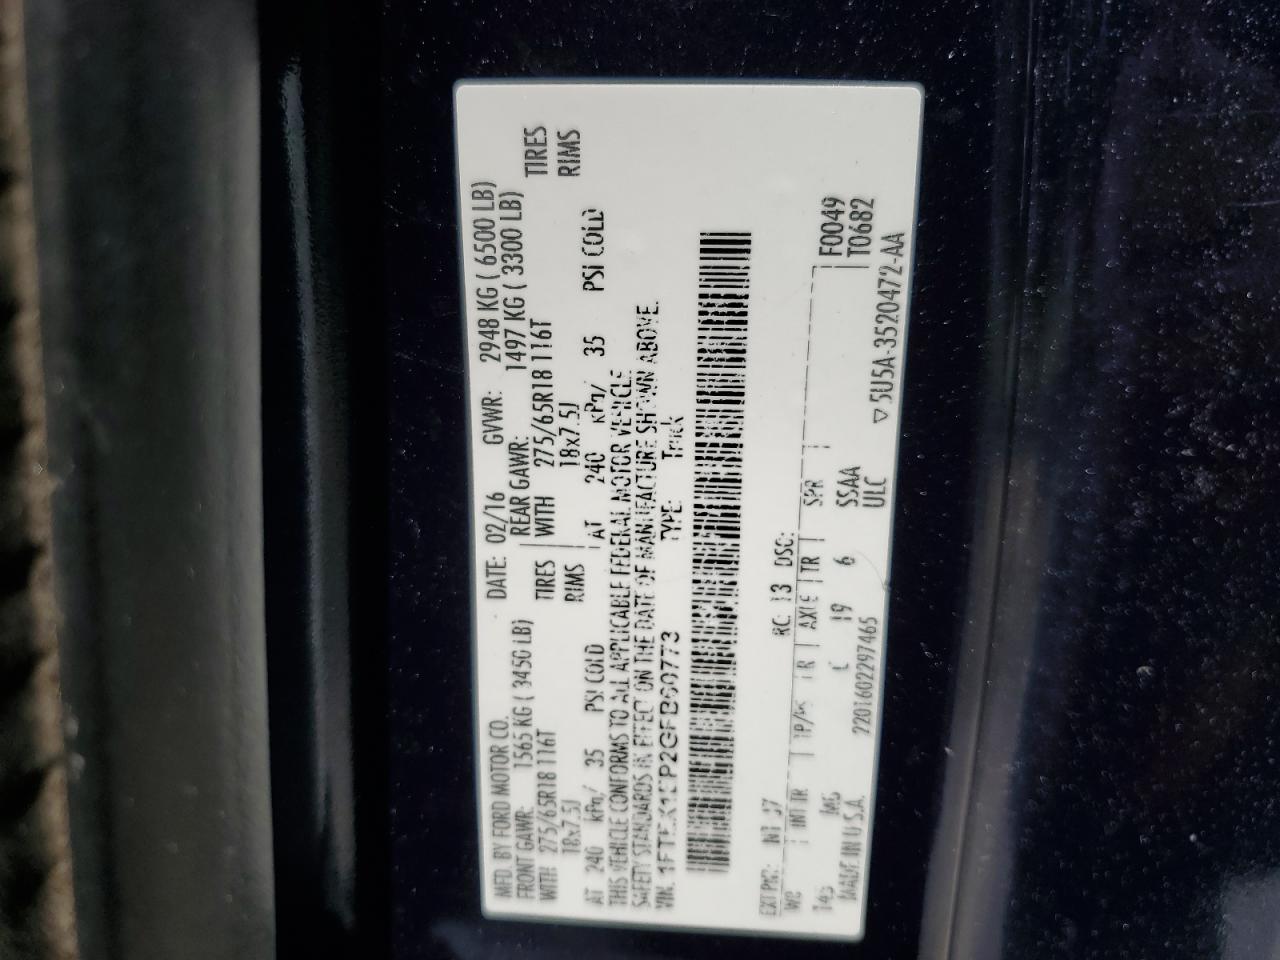 MFD. BY FORD MOTOR CO. DATE: 02/16 GVWR: 2948 KG ( 6500 LB)
FRONT GAWR: 1565 KG ( 3450 LB) REAR GAWR: 1497 KG ( 3300 LB)
WITH 275/65R18 116T TIRES WITH 275/65R18 116T TIRES
18x7.5J RIMS 18x7.5J RIMS
AT 240 kPa/ 35 PSI COLD AT 240 kPa/ 35 PSI COLD
THIS VEHICLE CONFORMS TO ALL APPLICABLE FEDERAL MOTOR VEHICLE
SAFETY STANDARDS IN EFFECT ON THE DATE OF MANUFACTURE SHOWN ABOVE.
VIN: TYPE: Truck
EXT PNT: RC: 13 DSO:
WB INT TR R AXLE TR SPR F0049
145 19 6 SSAA T0682
MADE IN U.S.A. 2201602297465 ULC
▽5U5A-3520472-AA